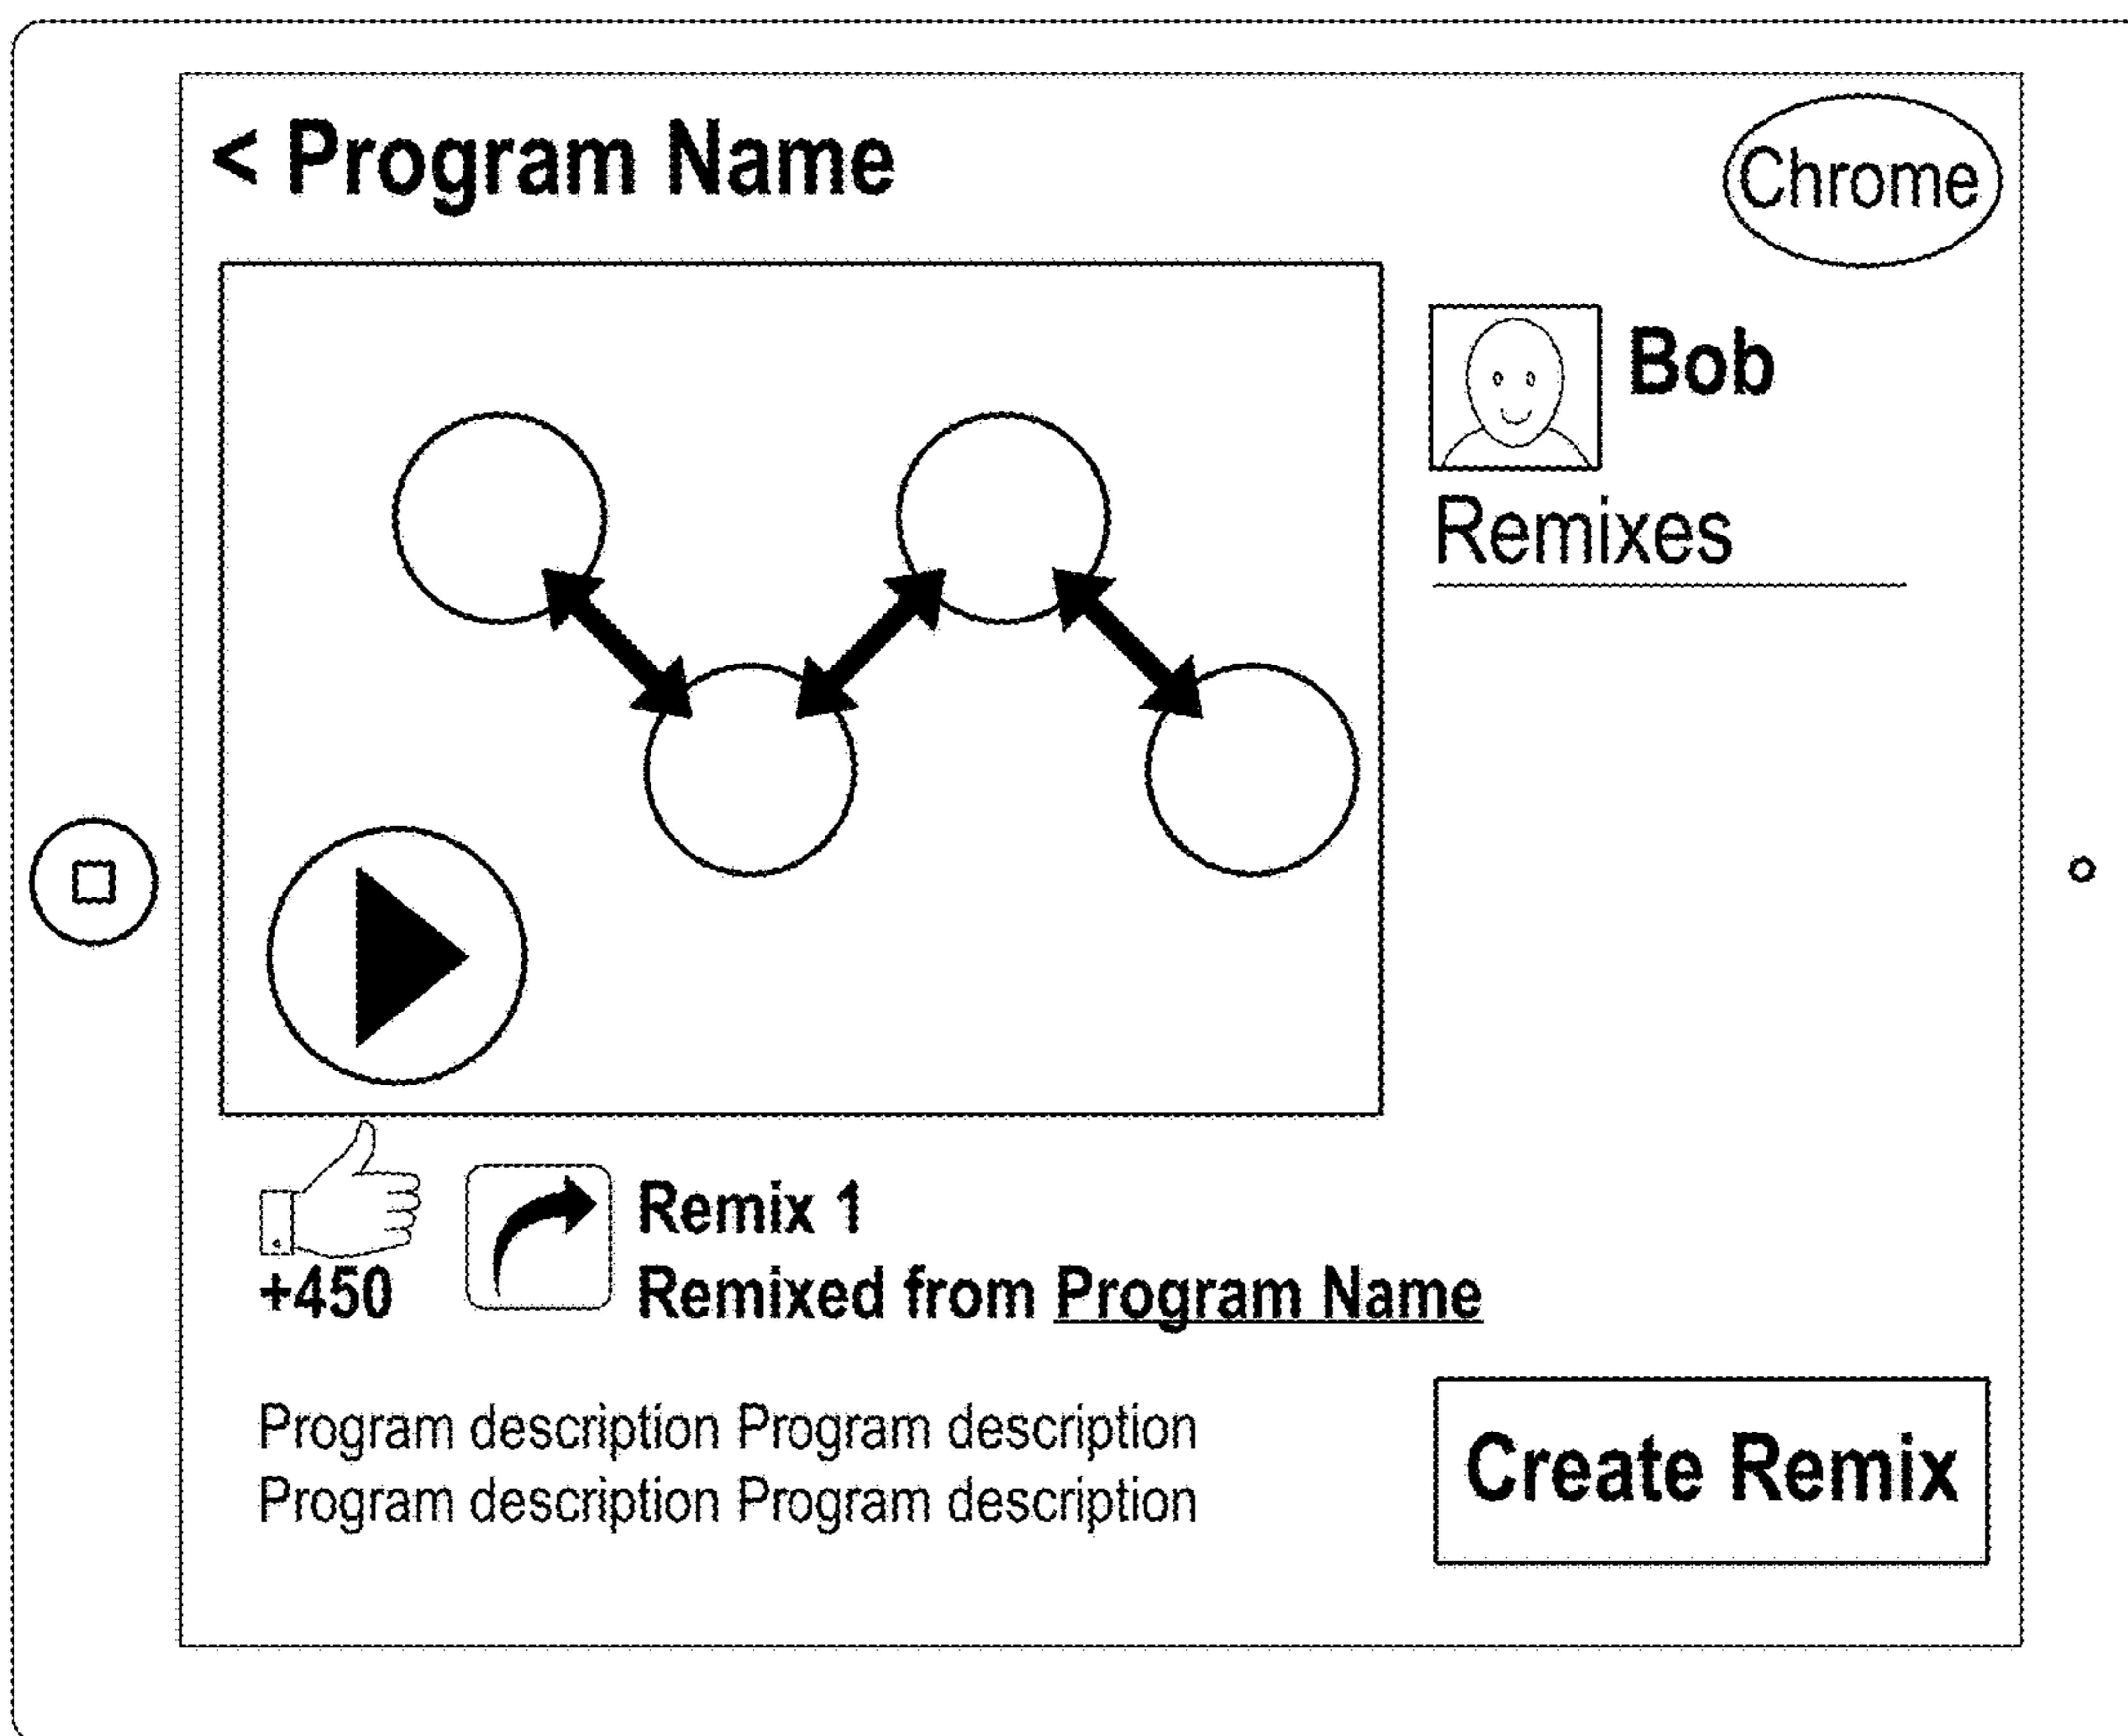 < Program Name
Chrome
Bob
Remixes
Remix 1
+450
Remixed from Program Name
Program description Program description
Program description Program description
Create Remix